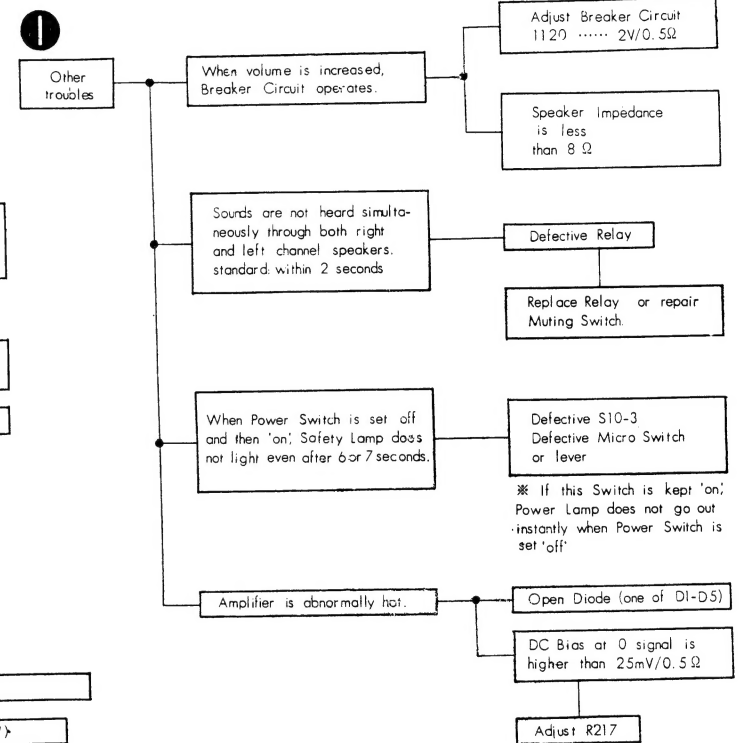 I
Other
troubles
When volume is increased,
Breaker Circuit operates.
Adjust Breaker Circuit
1120 ······ 2V/0.5Ω
Speaker Impedance
is less
than 8 Ω
Sounds are not heard simulta-
neously through both right
and left channel speakers.
standard: within 2 seconds
Defective Relay
Replace Relay or repair
Muting Switch.
When Power Switch is set off
and then 'on', Safety Lamp does
not light even after 6 or 7 seconds.
Defective S10-3
Defective Micro Switch
or lever
※ If this Switch is kept 'on',
Power Lamp does not go out
instantly when Power Switch is
set 'off'
Amplifier is abnormally hot.
Open Diode (one of D1-D5)
DC Bias at 0 signal is
higher than 25mV/0.5Ω
Adjust R217